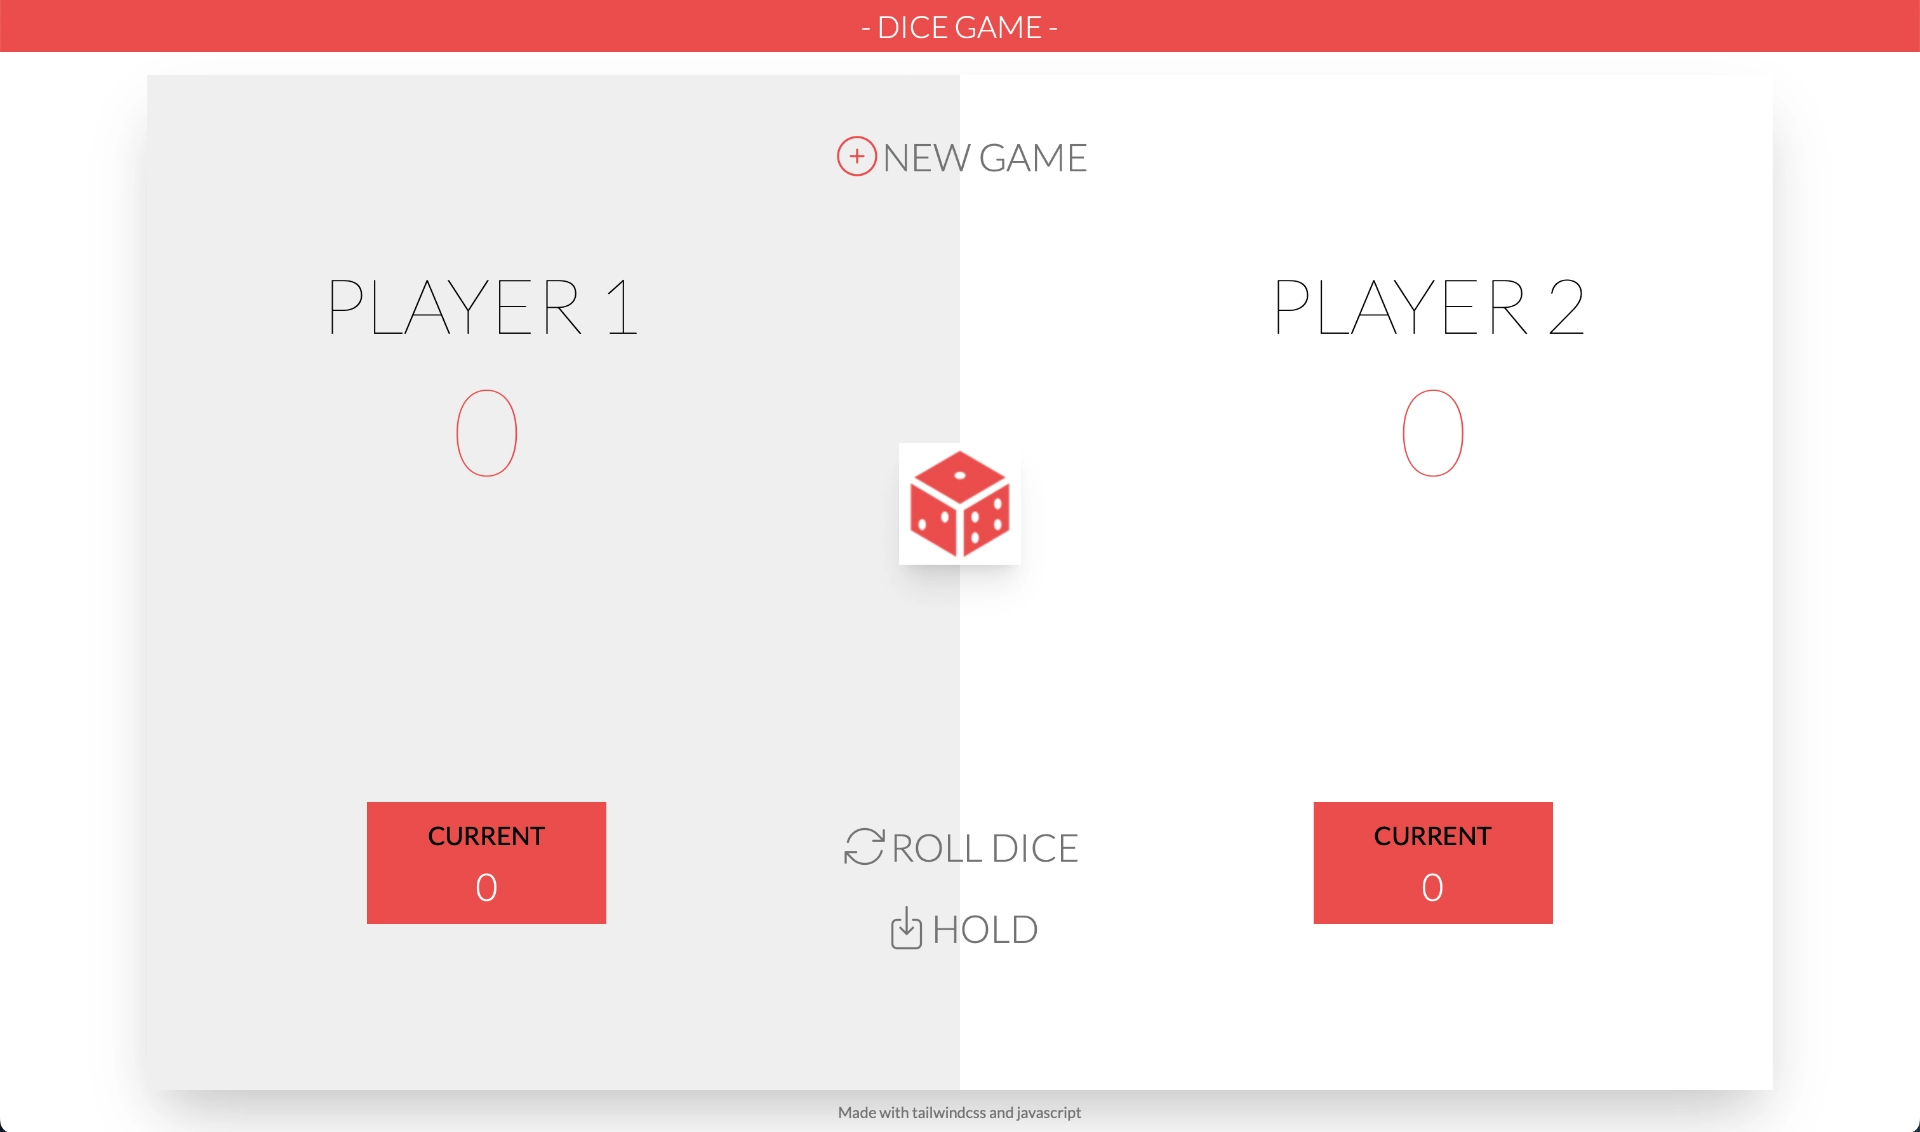 - DICE GAME -
NEW GAME
PLAYER 1
0
PLAYER 2
0
CURRENT
0
ROLL DICE
HOLD
CURRENT
0
Made with tailwindcss and javascript